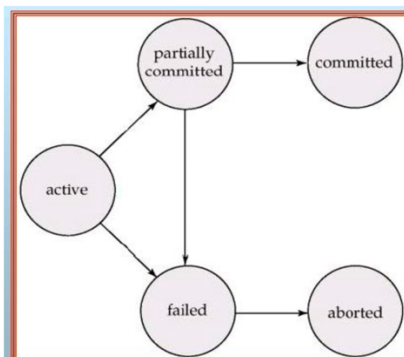 partially
committed
committed
active
failed
aborted